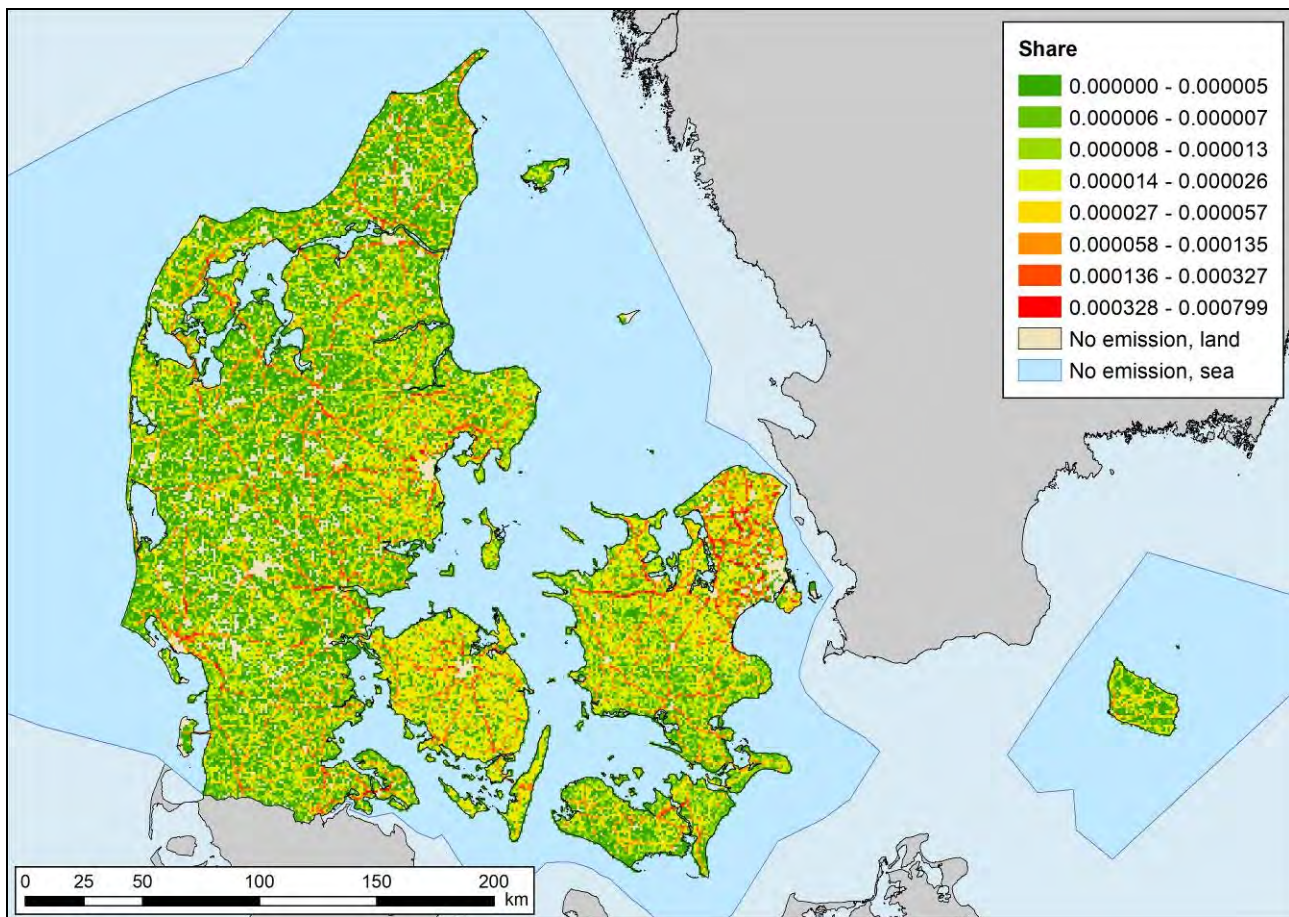 Share
0.000000 - 0.000005
0.000006 - 0.000007
0.000008 - 0.000013
0.000014 - 0.000026
0.000027 - 0.000057
0.000058 - 0.000135
0.000136 - 0.000327
0.000328 - 0.000799
No emission, land
No emission, sea
0 25 50 100 150 200
km